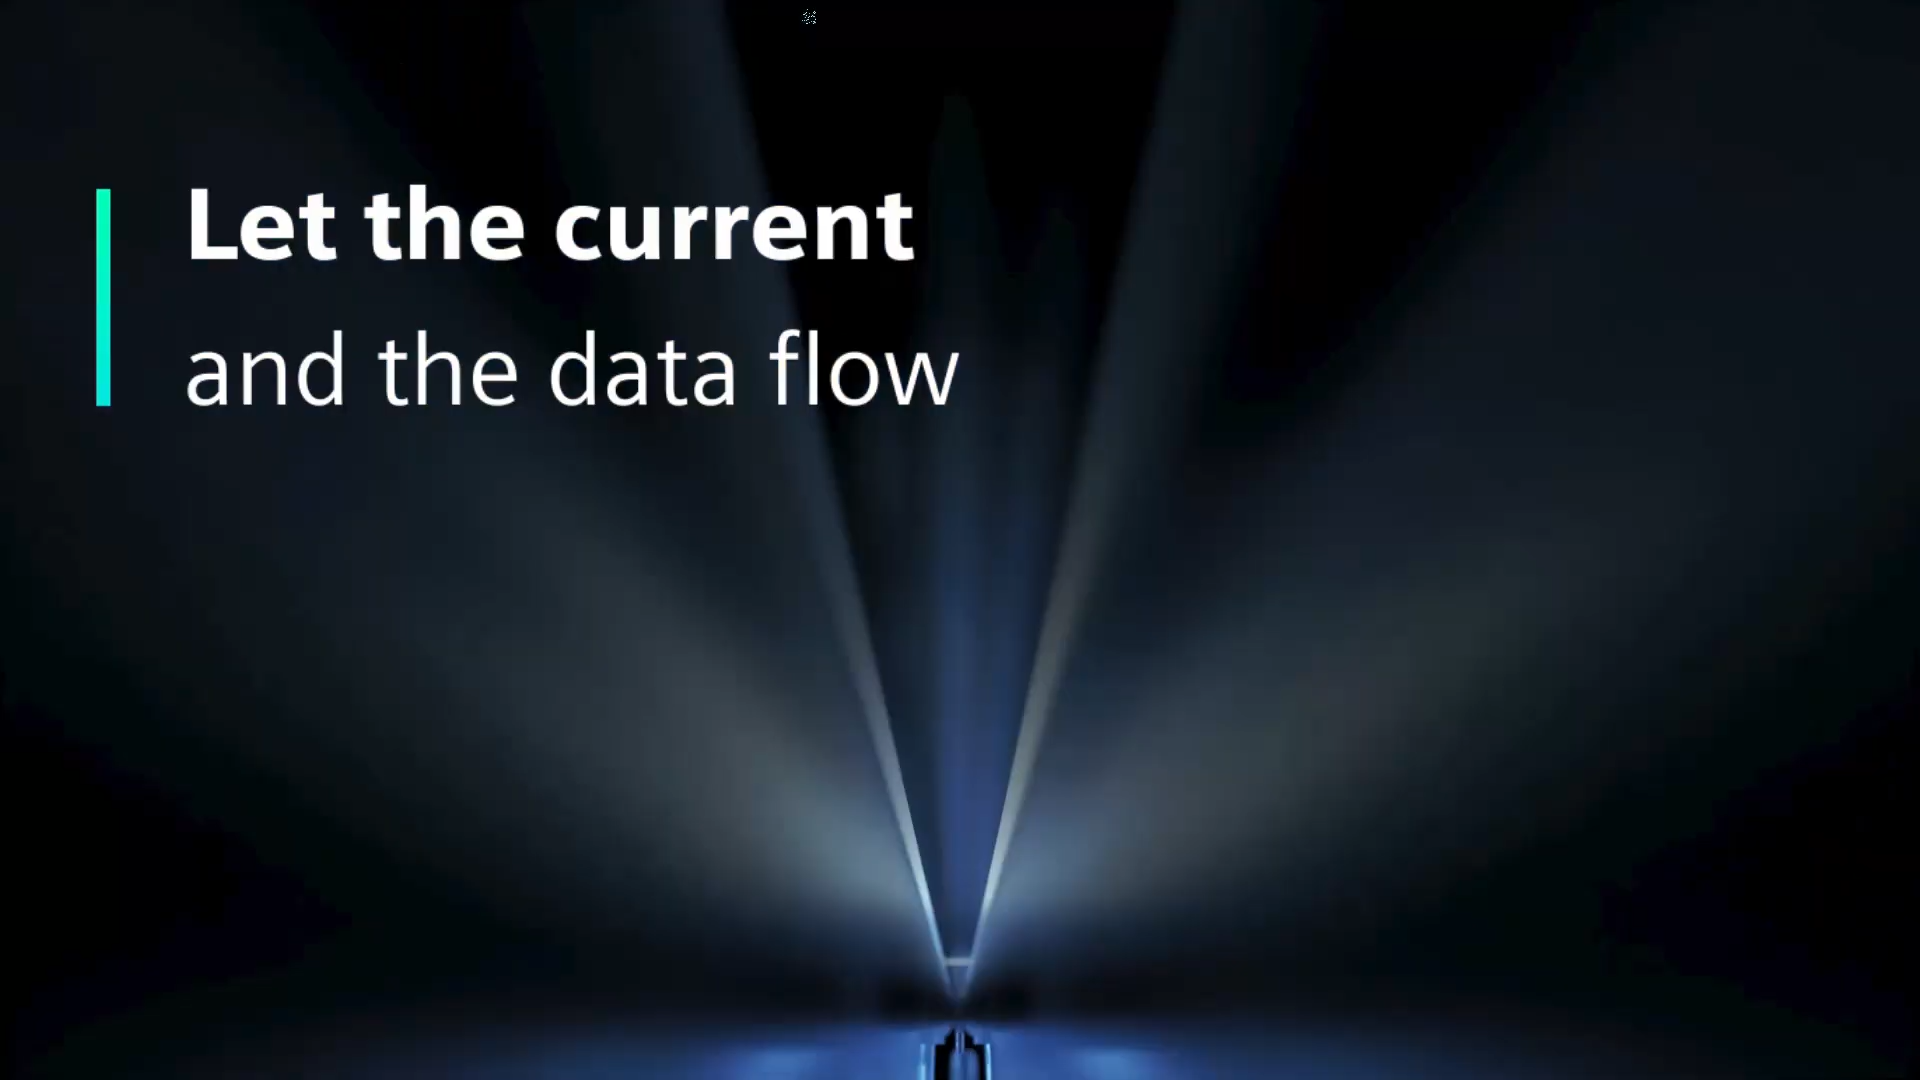 Let the current
and the data flow